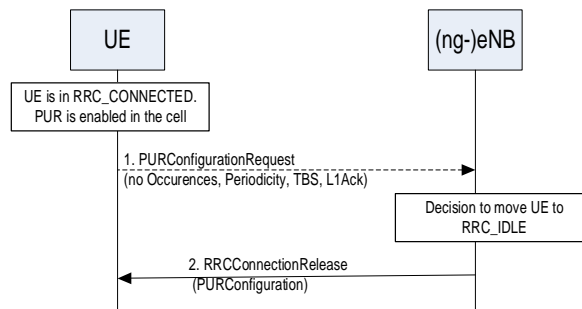 UE
(ng-)eNB
UE is in RRC_CONNECTED.
PUR is enabled in the cell
1. PURConfigurationRequest
(no Occurences, Periodicity, TBS, L1Ack)
Decision to move UE to
RRC_IDLE
2. RRCConnectionRelease
(PURConfiguration)